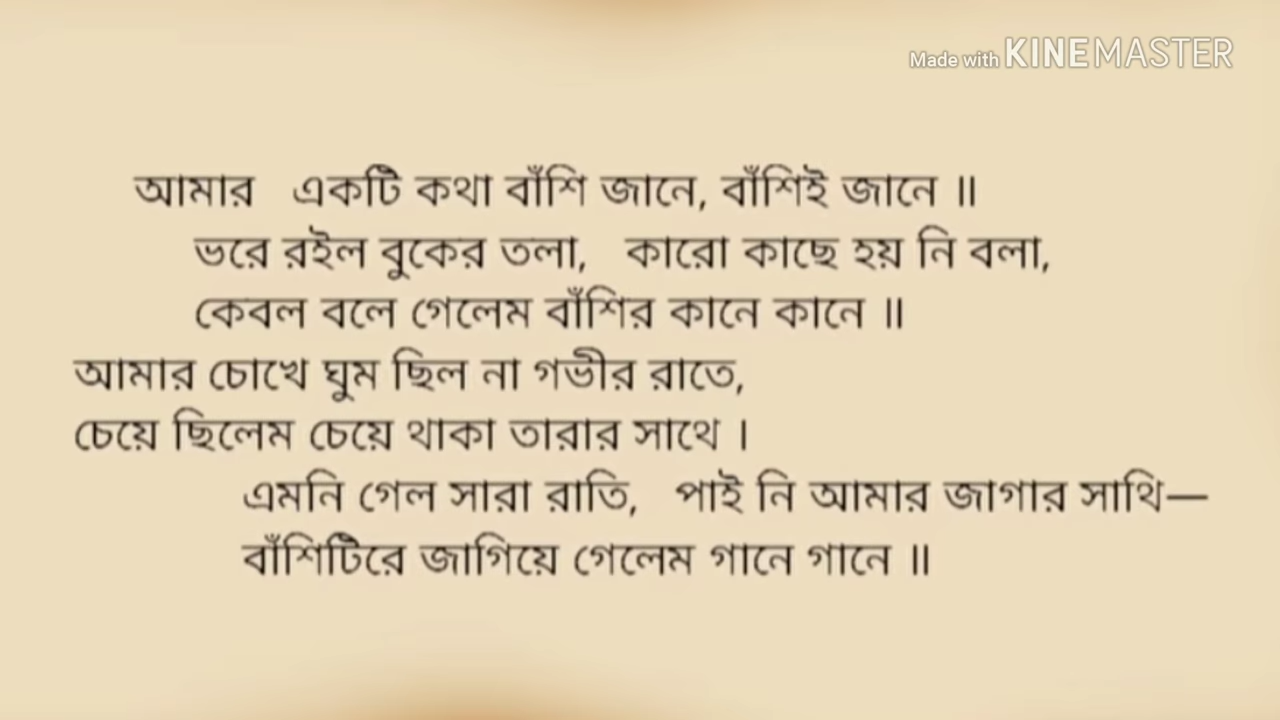 Made with KINEMASTER
আমার একটি কথা বাঁশি জানে, বাঁশিই জানে ॥
ভরে রইল বুকের তলা, কারো কাছে হয় নি বলা,
কেবল বলে গেলেম বাঁশির কানে কানে ॥
আমার চোখে ঘুম ছিল না গভীর রাতে,
চেয়ে ছিলেম চেয়ে থাকা তারার সাথে ।
এমনি গেল সারা রাতি, পাই নি আমার জাগার সাথি—
বাঁশিটিরে জাগিয়ে গেলেম গানে গানে ॥